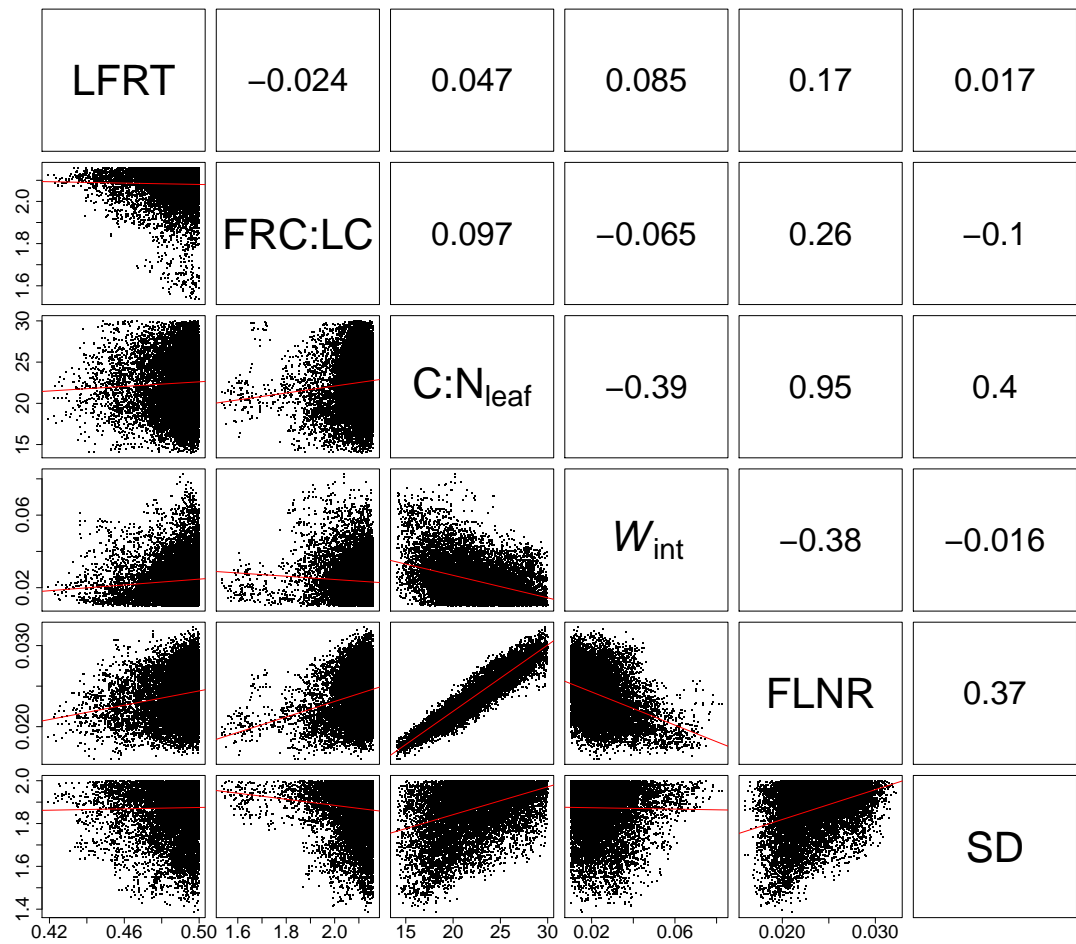 LFRT −0.024 0.047 0.085 0.17 0.017
1.6 1.8 2.0
FRC:LC 0.097 −0.065 0.26 −0.1
15 20 25 30
C:Nleaf −0.39 0.95 0.4
0.02 0.06
Wint −0.38 −0.016
0.020 0.030
FLNR 0.37
1.4 1.6 1.8 2.0
SD
0.42 0.46 0.50 1.6 1.8 2.0 15 20 25 30 0.02 0.06 0.020 0.030